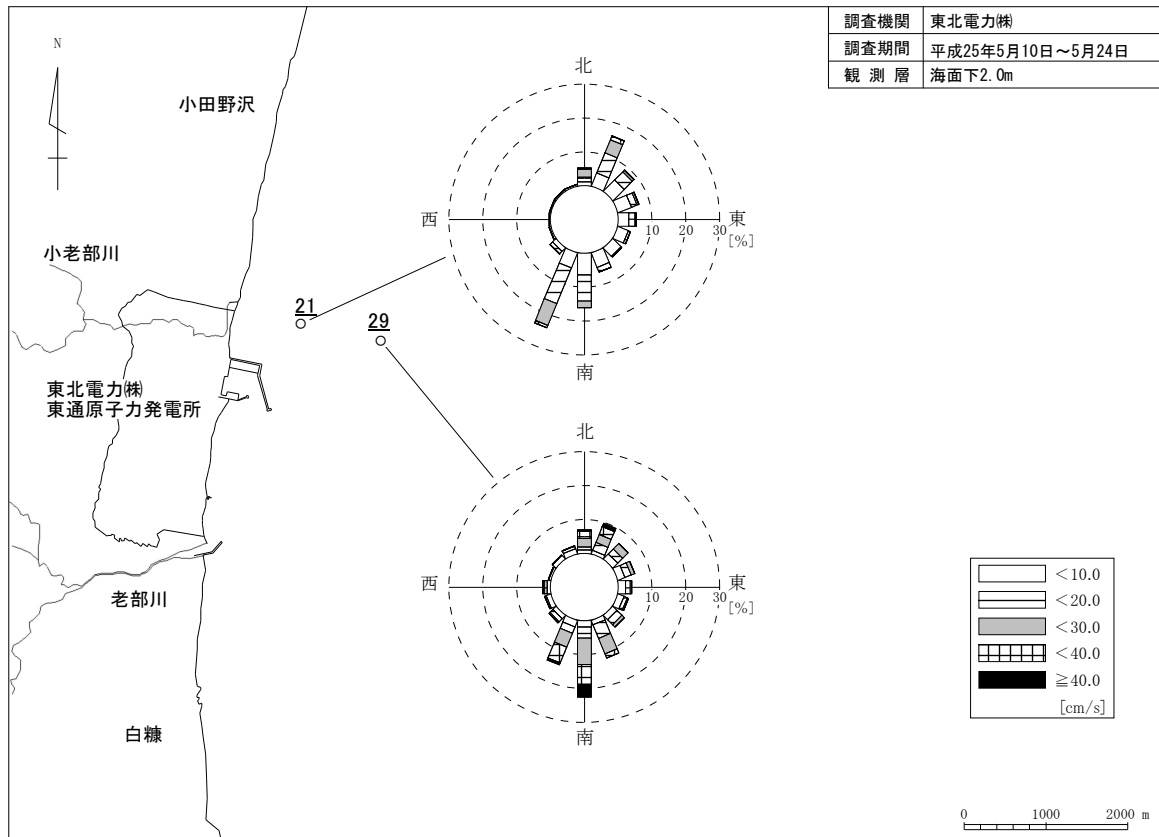 調査機関 東北電力㈱
調査期間 平成25年5月10日～5月24日
観測層 海面下2.0m
N
小田野沢
北
西
東
10 20 30
[%]
南
小老部川
21
29
東北電力㈱
東通原子力発電所
北
西
東
10 20 30
[%]
南
老部川
白糠
＜10.0
＜20.0
＜30.0
＜40.0
≧40.0
[cm/s]
0 1000 2000 m